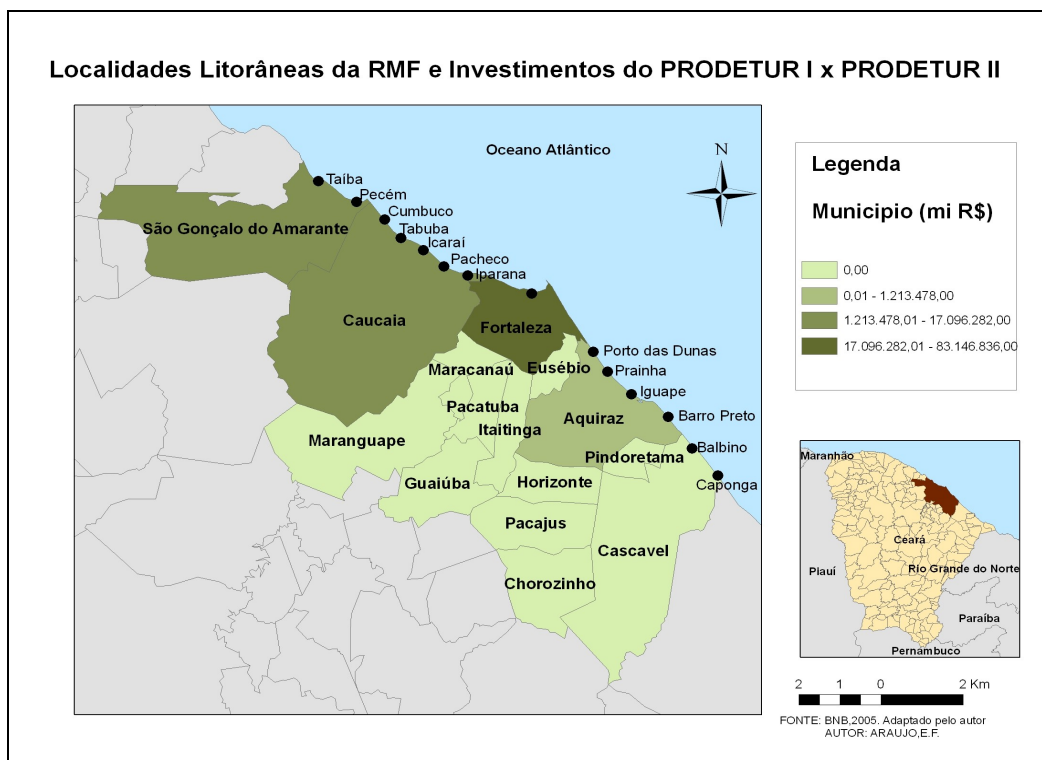 Localidades Litorâneas da RMF e Investimentos do PRODETUR I x PRODETUR II
Oceano Atlântico
N
Taíba
Pecém
Cumbuco
Tabuba
Icaraí
Pacheco
Iparana
São Gonçalo do Amarante
Caucaia
Fortaleza
Porto das Dunas
Prainha
Iguape
Barro Preto
Balbino
Caponga
Eusébio
Maracanaú
Pacatuba
Itaitinga
Aquiraz
Maranguape
Pindoretama
Guaiúba
Horizonte
Pacajus
Cascavel
Chorozinho
Legenda
Municipio (mi R$)
0,00
0,01 - 1.213.478,00
1.213.478,01 - 17.096.282,00
17.096.282,01 - 83.146.836,00
Maranhão
Ceará
Piauí
Rio Grande do Norte
Paraíba
Pernambuco
2 1 0 2 Km
FONTE: BNB,2005. Adaptado pelo autor
AUTOR: ARAUJO,E.F.